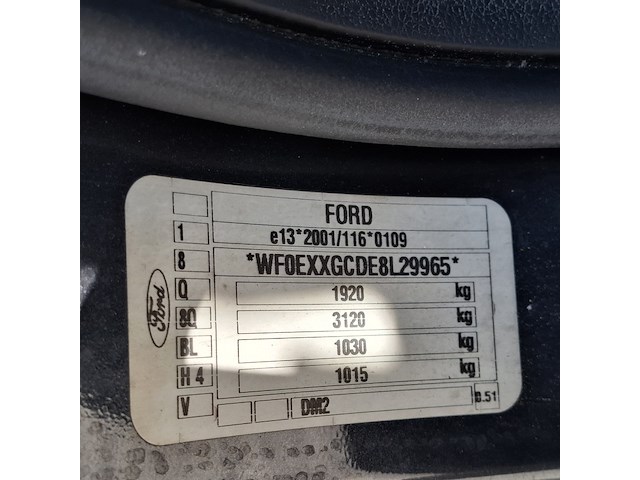 FORD
1 e13*2001/116*0109
8 *WF0EXXGCDE8L29965*
Q 1920 kg
8Q 3120 kg
BL 1030 kg
H 4 1015 kg
V DM2 0.51
Ford